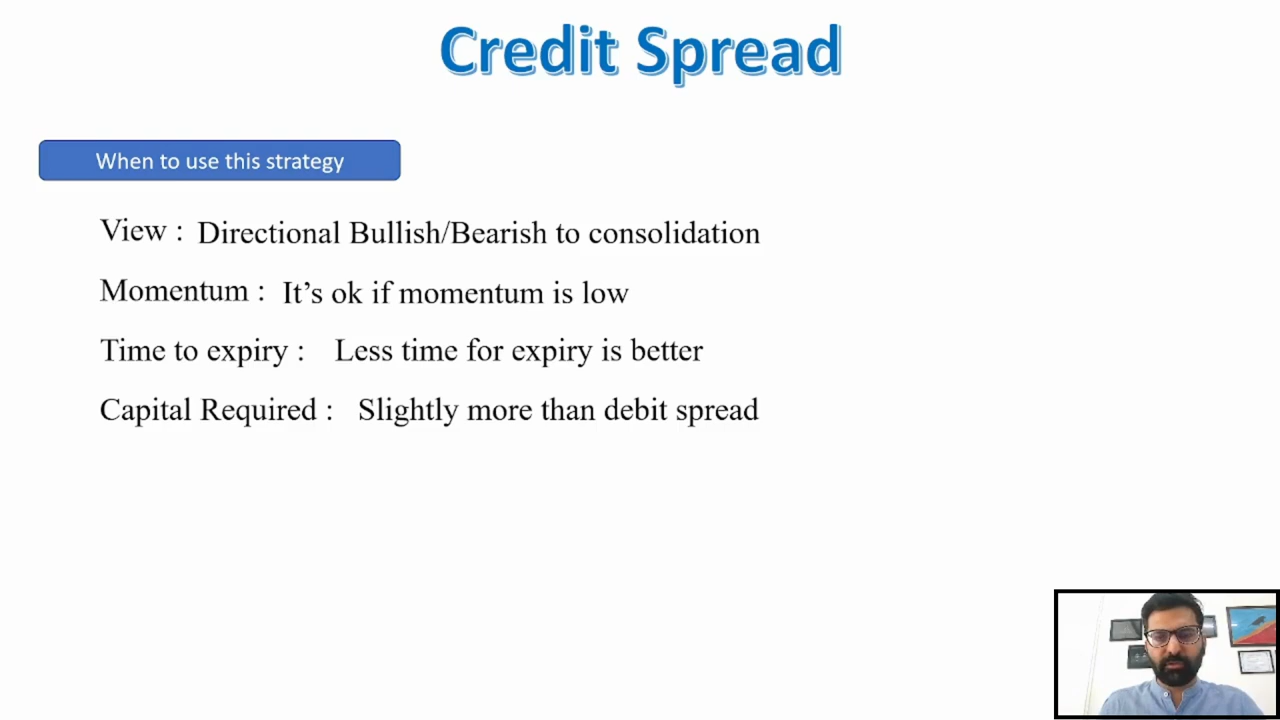 Credit Spread
When to use this strategy
View : Directional Bullish/Bearish to consolidation
Momentum : It’s ok if momentum is low
Time to expiry : Less time for expiry is better
Capital Required : Slightly more than debit spread